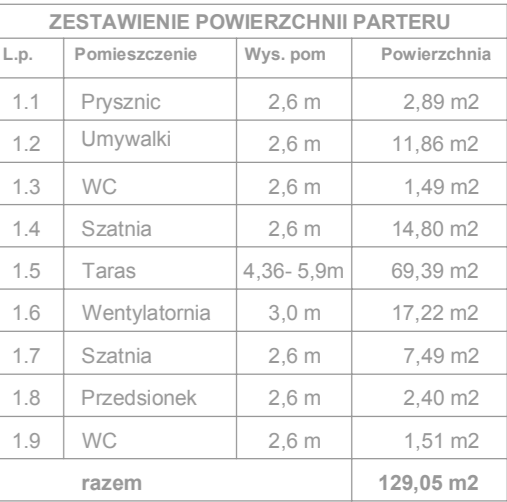 ZESTAWIENIE POWIERZCHNII PARTERU
L.p. Pomieszczenie Wys. pom Powierzchnia
1.1 Prysznic 2,6 m 2,89 m2
1.2 Umywalki 2,6 m 11,86 m2
1.3 WC 2,6 m 1,49 m2
1.4 Szatnia 2,6 m 14,80 m2
1.5 Taras 4,36- 5,9m 69,39 m2
1.6 Wentylatornia 3,0 m 17,22 m2
1.7 Szatnia 2,6 m 7,49 m2
1.8 Przedsionek 2,6 m 2,40 m2
1.9 WC 2,6 m 1,51 m2
razem 129,05 m2